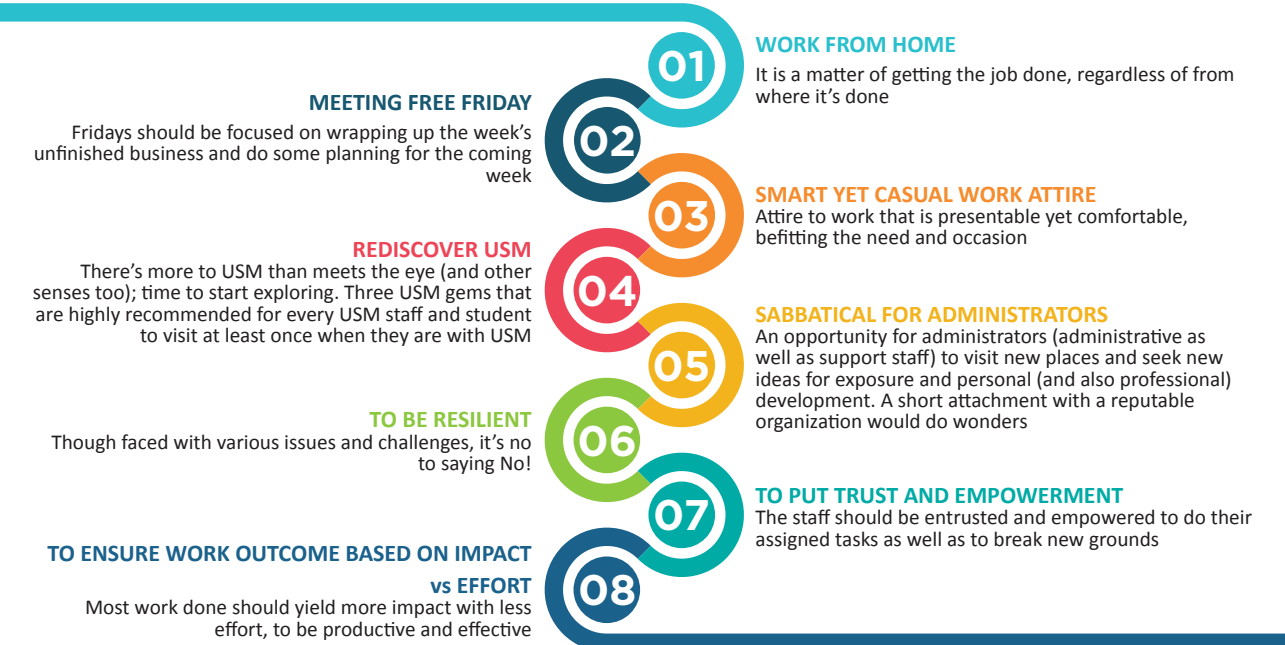 01
WORK FROM HOME
It is a matter of getting the job done, regardless of from
where it's done
02
MEETING FREE FRIDAY
Fridays should be focused on wrapping up the week's
unfinished business and do some planning for the coming
week
03
SMART YET CASUAL WORK ATTIRE
Attire to work that is presentable yet comfortable,
befitting the need and occasion
04
REDISCOVER USM
There's more to USM than meets the eye (and other
senses too); time to start exploring. Three USM gems that
are highly recommended for every USM staff and student
to visit at least once when they are with USM
05
SABBATICAL FOR ADMINISTRATORS
An opportunity for administrators (administrative as
well as support staff) to visit new places and seek new
ideas for exposure and personal (and also professional)
development. A short attachment with a reputable
organization would do wonders
06
TO BE RESILIENT
Though faced with various issues and challenges, it's no
to saying No!
07
TO PUT TRUST AND EMPOWERMENT
The staff should be entrusted and empowered to do their
assigned tasks as well as to break new grounds
08
TO ENSURE WORK OUTCOME BASED ON IMPACT
vs EFFORT
Most work done should yield more impact with less
effort, to be productive and effective